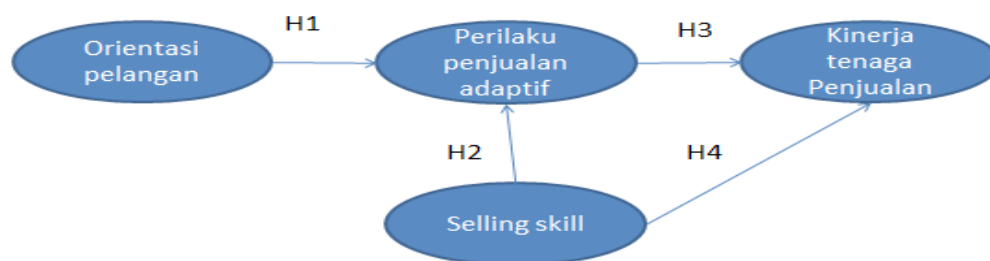 H1
Orientasi
pelangan
Perilaku
penjualan
adaptif
H3
Kinerja
tenaga
Penjualan
H2
H4
Selling skill